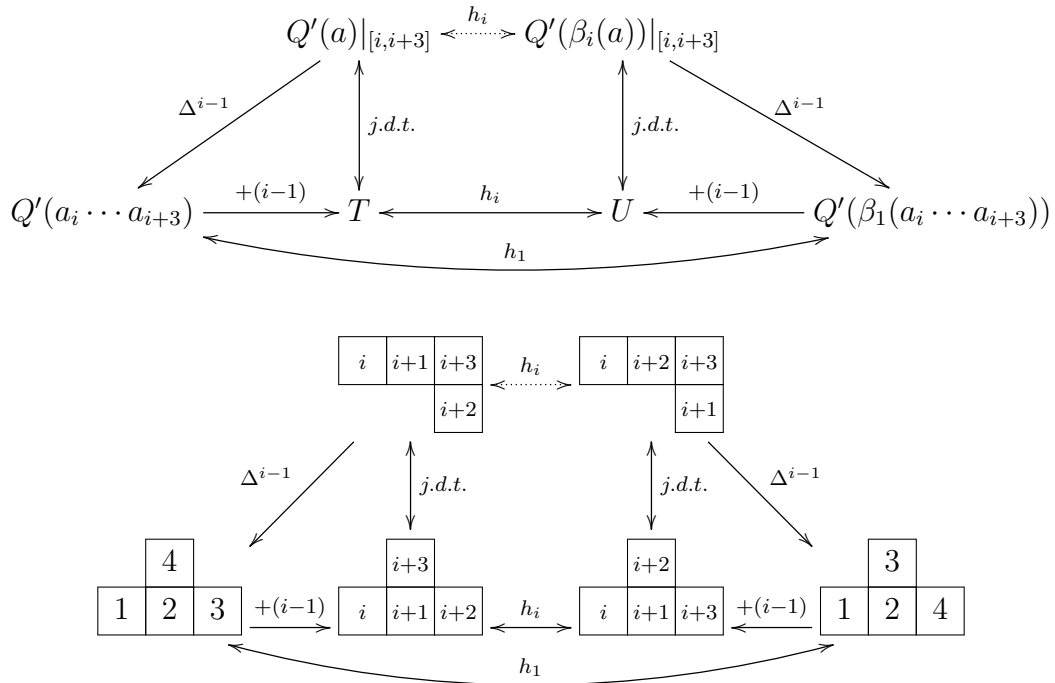 Q′(a)|[i,i+3] h_i Q′(β_i(a))|[i,i+3]
Δ^{i−1} j.d.t. j.d.t. Δ^{i−1}
Q′(a_i ⋯ a_{i+3}) +(i−1) T h_i U +(i−1) Q′(β_1(a_i ⋯ a_{i+3}))
h_1
i i+1 i+3 h_i i i+2 i+3
i+2 i+1
Δ^{i−1} j.d.t. j.d.t. Δ^{i−1}
4 i+3 i+2 3
1 2 3 +(i−1) i i+1 i+2 h_i i i+1 i+3 +(i−1) 1 2 4
h_1